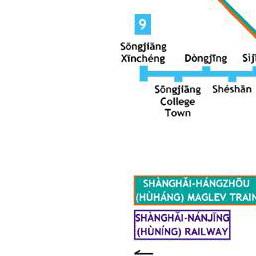 9
Sōngjiāng
Xīnchéng
Dòngjīng
Sōngjiāng
College
Town
Shéshān
SHÀNGHǍI-HÁNGZHŌU
(HÙHÁNG) MAGLEV TRAIN
SHÀNGHǍI-NÁNJĪNG
(HÙNÍNG) RAILWAY